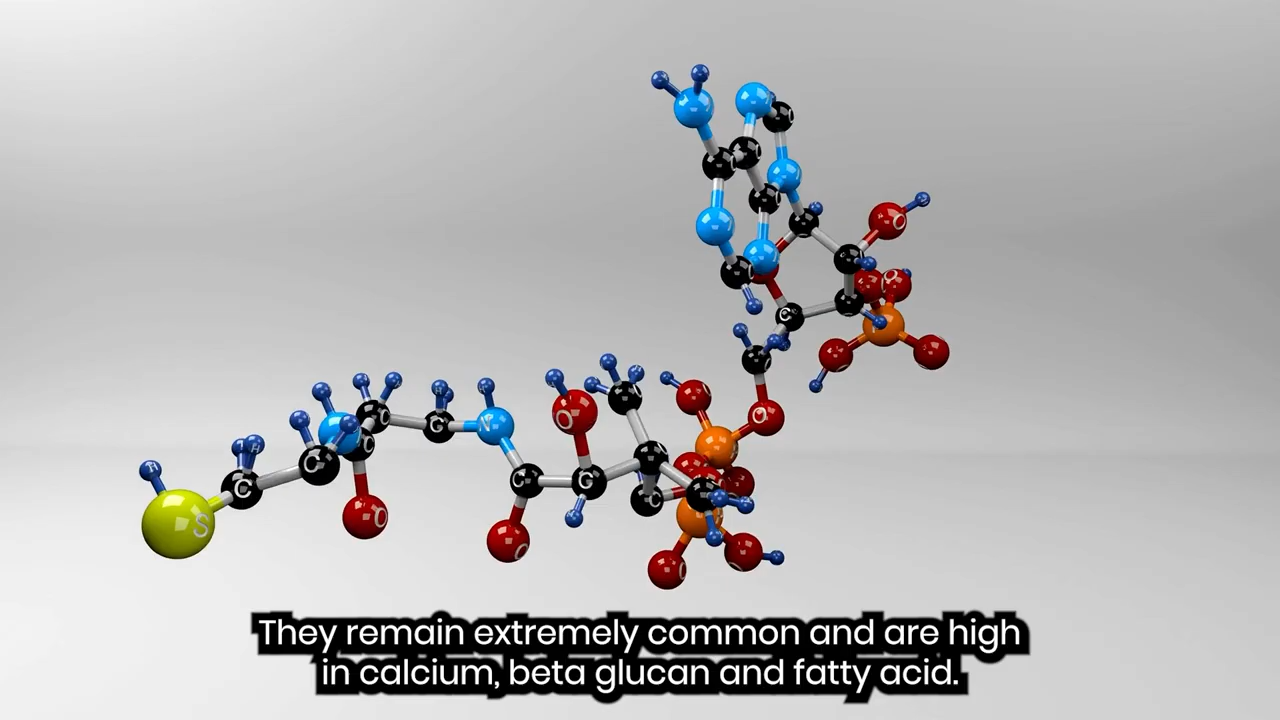 They remain extremely common and are high
in calcium, beta glucan and fatty acid.